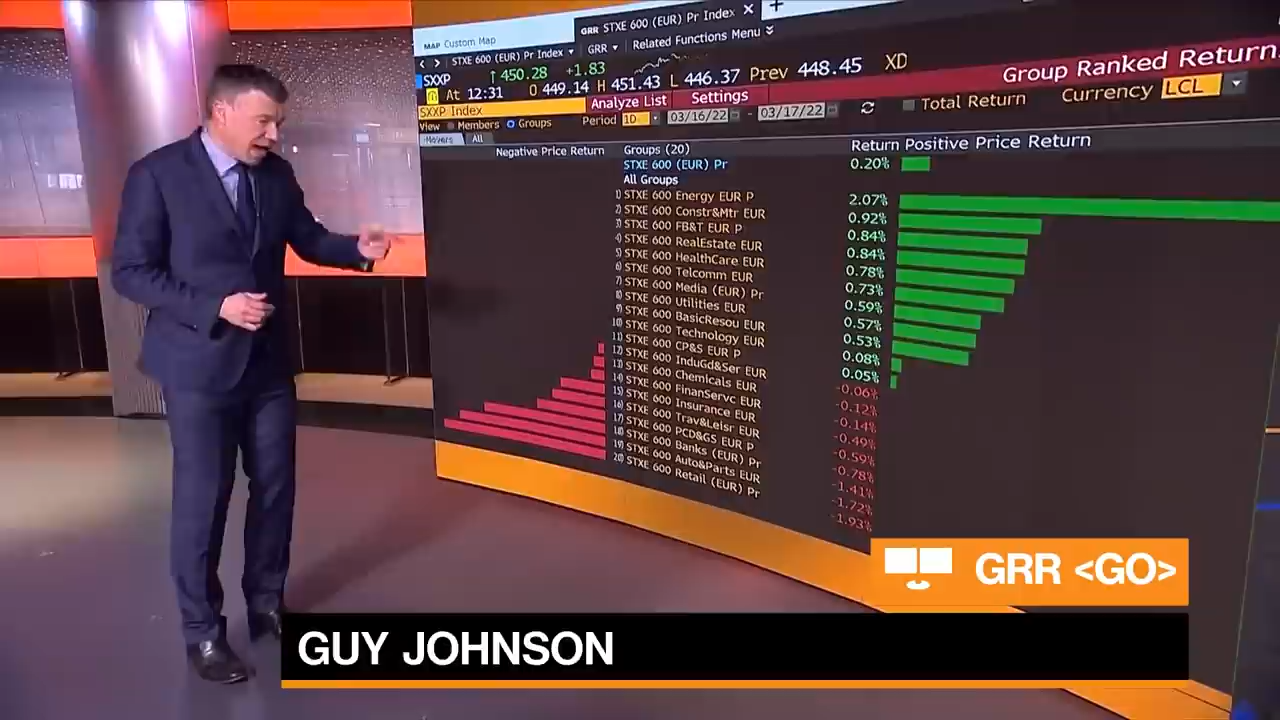 MAP Custom Map
GRR STXE 600 (EUR) Pr Index × +
< > STXE 600 (EUR) Pr Index GRR Related Functions Menu
SXXP ↑450.28 +1.83
At 12:31 O 449.14 H 451.43 L 446.37 Prev 448.45 XD
SXXP Index Analyze List Settings Group Ranked Return
View Members Groups Period 1D 03/16/22 - 03/17/22 Total Return Currency LCL
Movers All
Negative Price Return Groups (20) Return Positive Price Return
STXE 600 (EUR) Pr 0.20%
All Groups
1) STXE 600 Energy EUR P 2.07%
2) STXE 600 Constr&Mtr EUR 0.92%
3) STXE 600 FB&T EUR P 0.84%
4) STXE 600 RealEstate EUR 0.84%
5) STXE 600 HealthCare EUR 0.78%
6) STXE 600 Telcomm EUR 0.73%
7) STXE 600 Media (EUR) Pr 0.59%
8) STXE 600 Utilities EUR 0.57%
9) STXE 600 BasicResou EUR 0.53%
10) STXE 600 Technology EUR 0.08%
11) STXE 600 CP&S EUR P 0.05%
12) STXE 600 InduGd&Ser EUR -0.06%
13) STXE 600 Chemicals EUR -0.12%
14) STXE 600 FinanServc EUR -0.14%
15) STXE 600 Insurance EUR -0.49%
16) STXE 600 Trav&Leisr EUR -0.59%
17) STXE 600 PCD&GS EUR P -0.78%
18) STXE 600 Banks (EUR) Pr -1.41%
19) STXE 600 Auto&Parts EUR -1.72%
20) STXE 600 Retail (EUR) Pr -1.93%
GRR <GO>
GUY JOHNSON